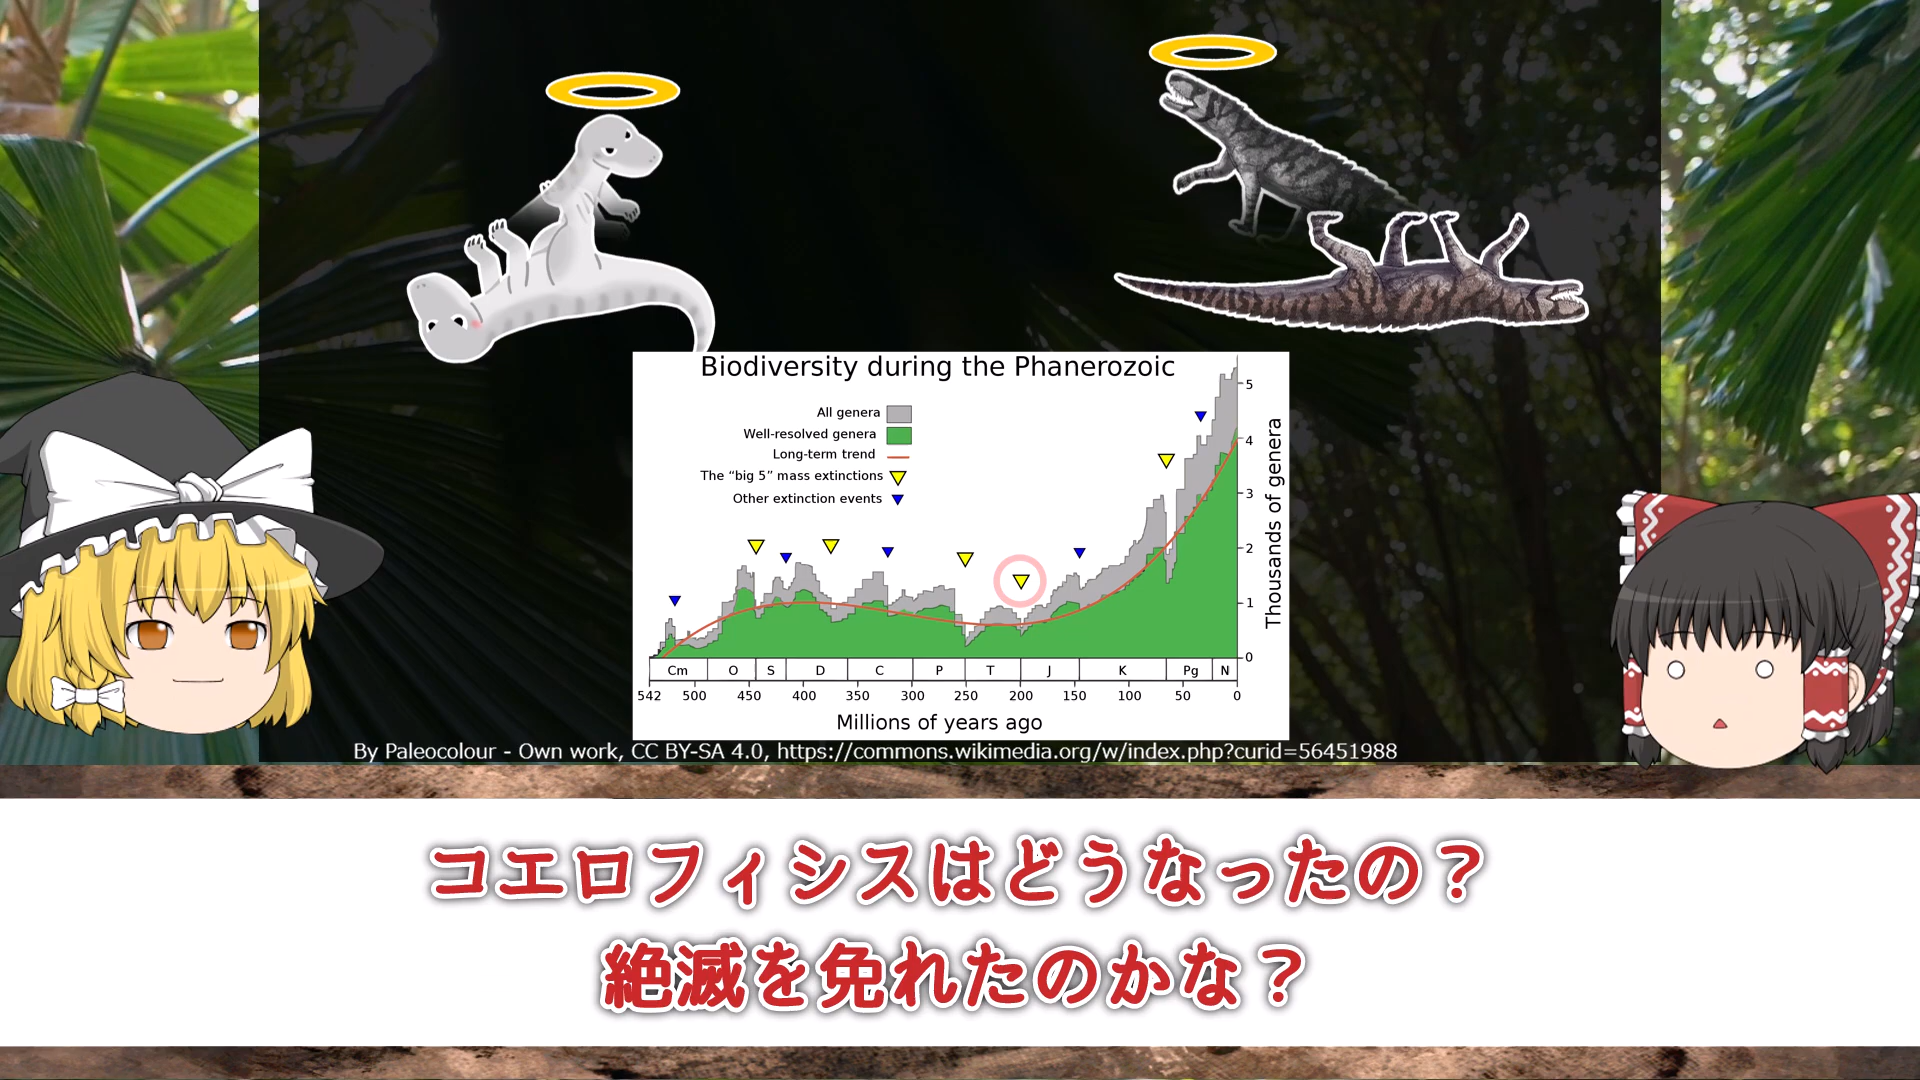 Biodiversity during the Phanerozoic
All genera
Well-resolved genera
Long-term trend
The “big 5” mass extinctions
Other extinction events
5
4
3
2
1
0
Thousands of genera
Cm O S D C P T J K Pg N
542 500 450 400 350 300 250 200 150 100 50 0
Millions of years ago
By Paleocolour - Own work, CC BY-SA 4.0, https://commons.wikimedia.org/w/index.php?curid=56451988
コエロフィシスはどうなったの？
絶滅を免れたのかな？